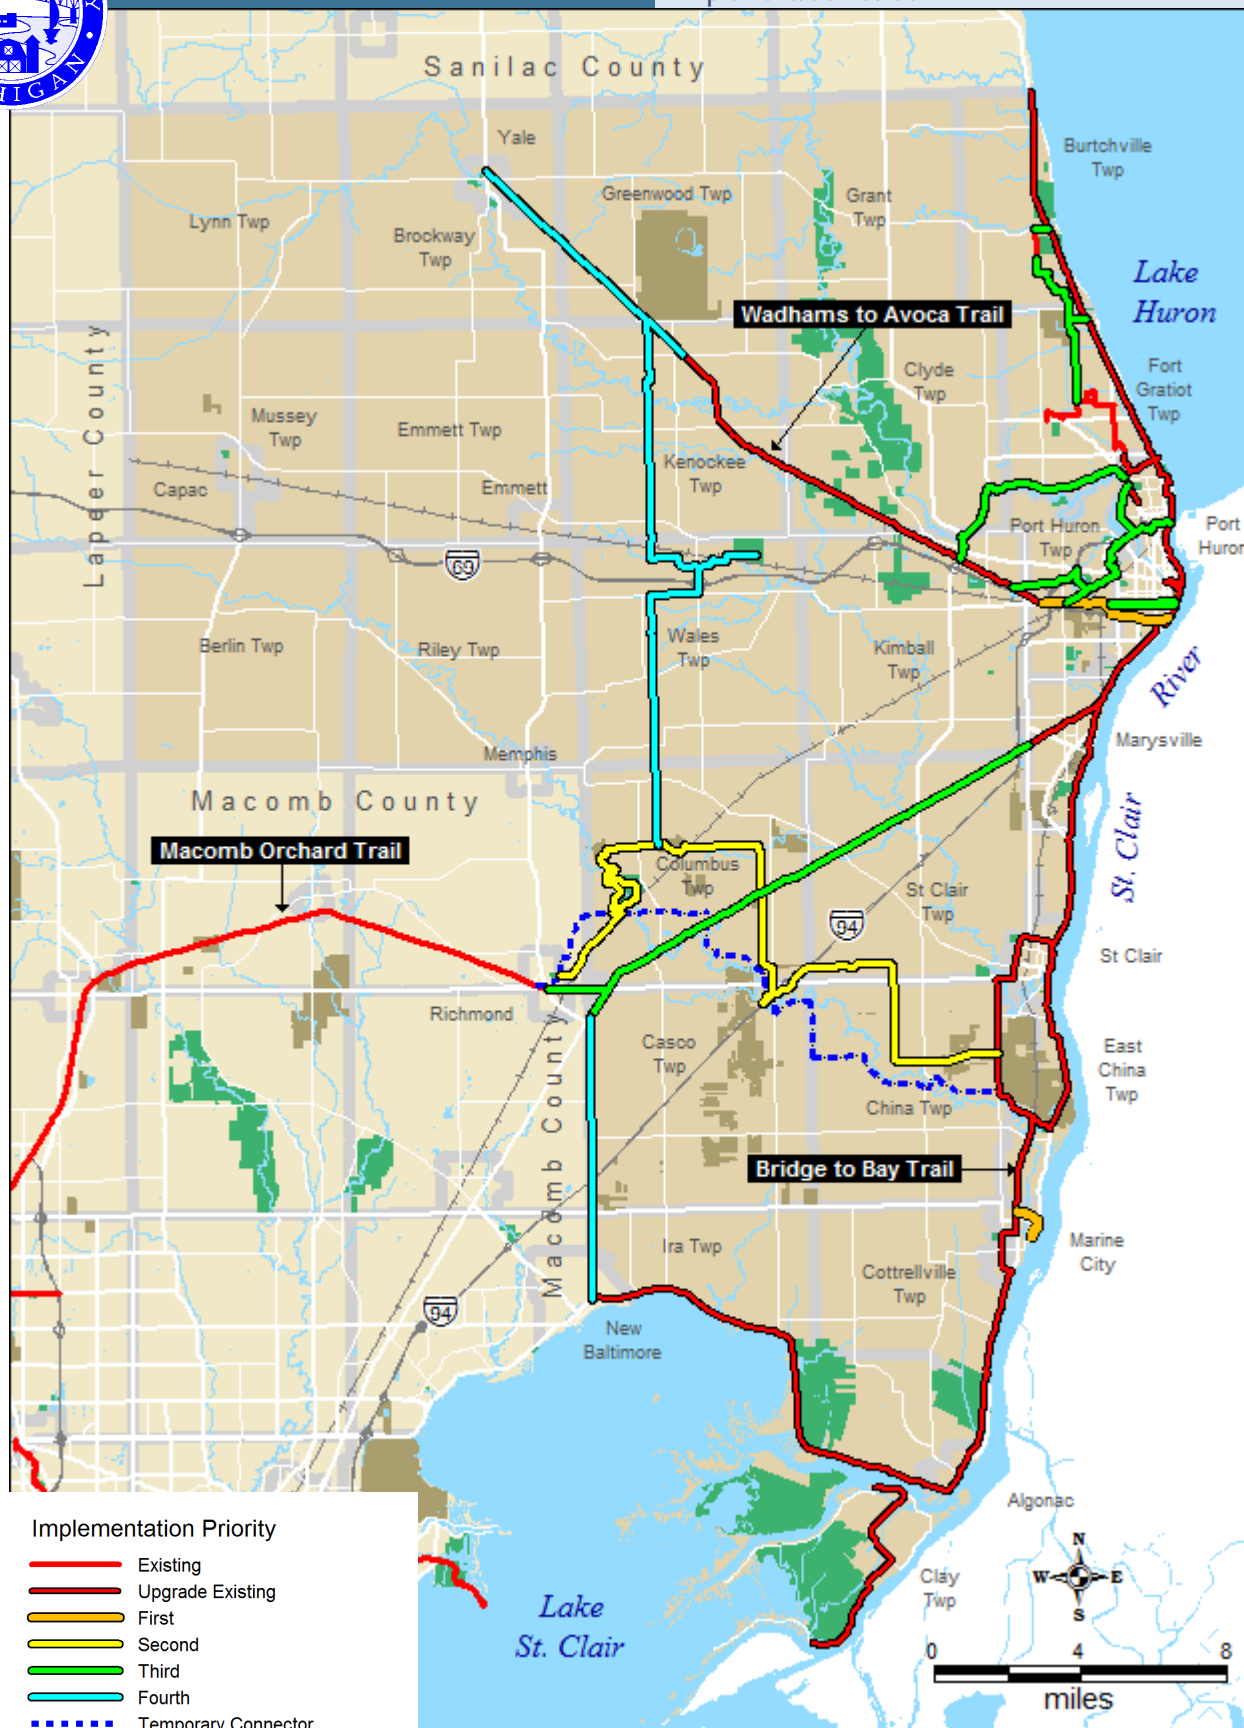 HIGAN
Sanilac County
Yale
Burtchville
Twp
Greenwood Twp
Grant
Twp
Lynn Twp
Brockway
Twp
Lake
Huron
Wadhams to Avoca Trail
Lapeer County
Clyde
Twp
Fort
Gratiot
Twp
Mussey
Twp
Emmett Twp
Kenockee
Twp
Capac
Emmett
Port Huron
Twp
Port
Huron
69
Berlin Twp
Riley Twp
Wales
Twp
Kimball
Twp
River
Marysville
Memphis
Macomb County
St. Clair
Macomb Orchard Trail
Columbus
Twp
St Clair
Twp
94
St Clair
Richmond
Macomb County
Casco
Twp
East
China
Twp
China Twp
Bridge to Bay Trail
Ira Twp
Marine
City
Cottrellville
Twp
94
New
Baltimore
Algonac
N
W E
S
Clay
Twp
Lake
St. Clair
0 4 8
miles
Implementation Priority
Existing
Upgrade Existing
First
Second
Third
Fourth
Temporary Connector